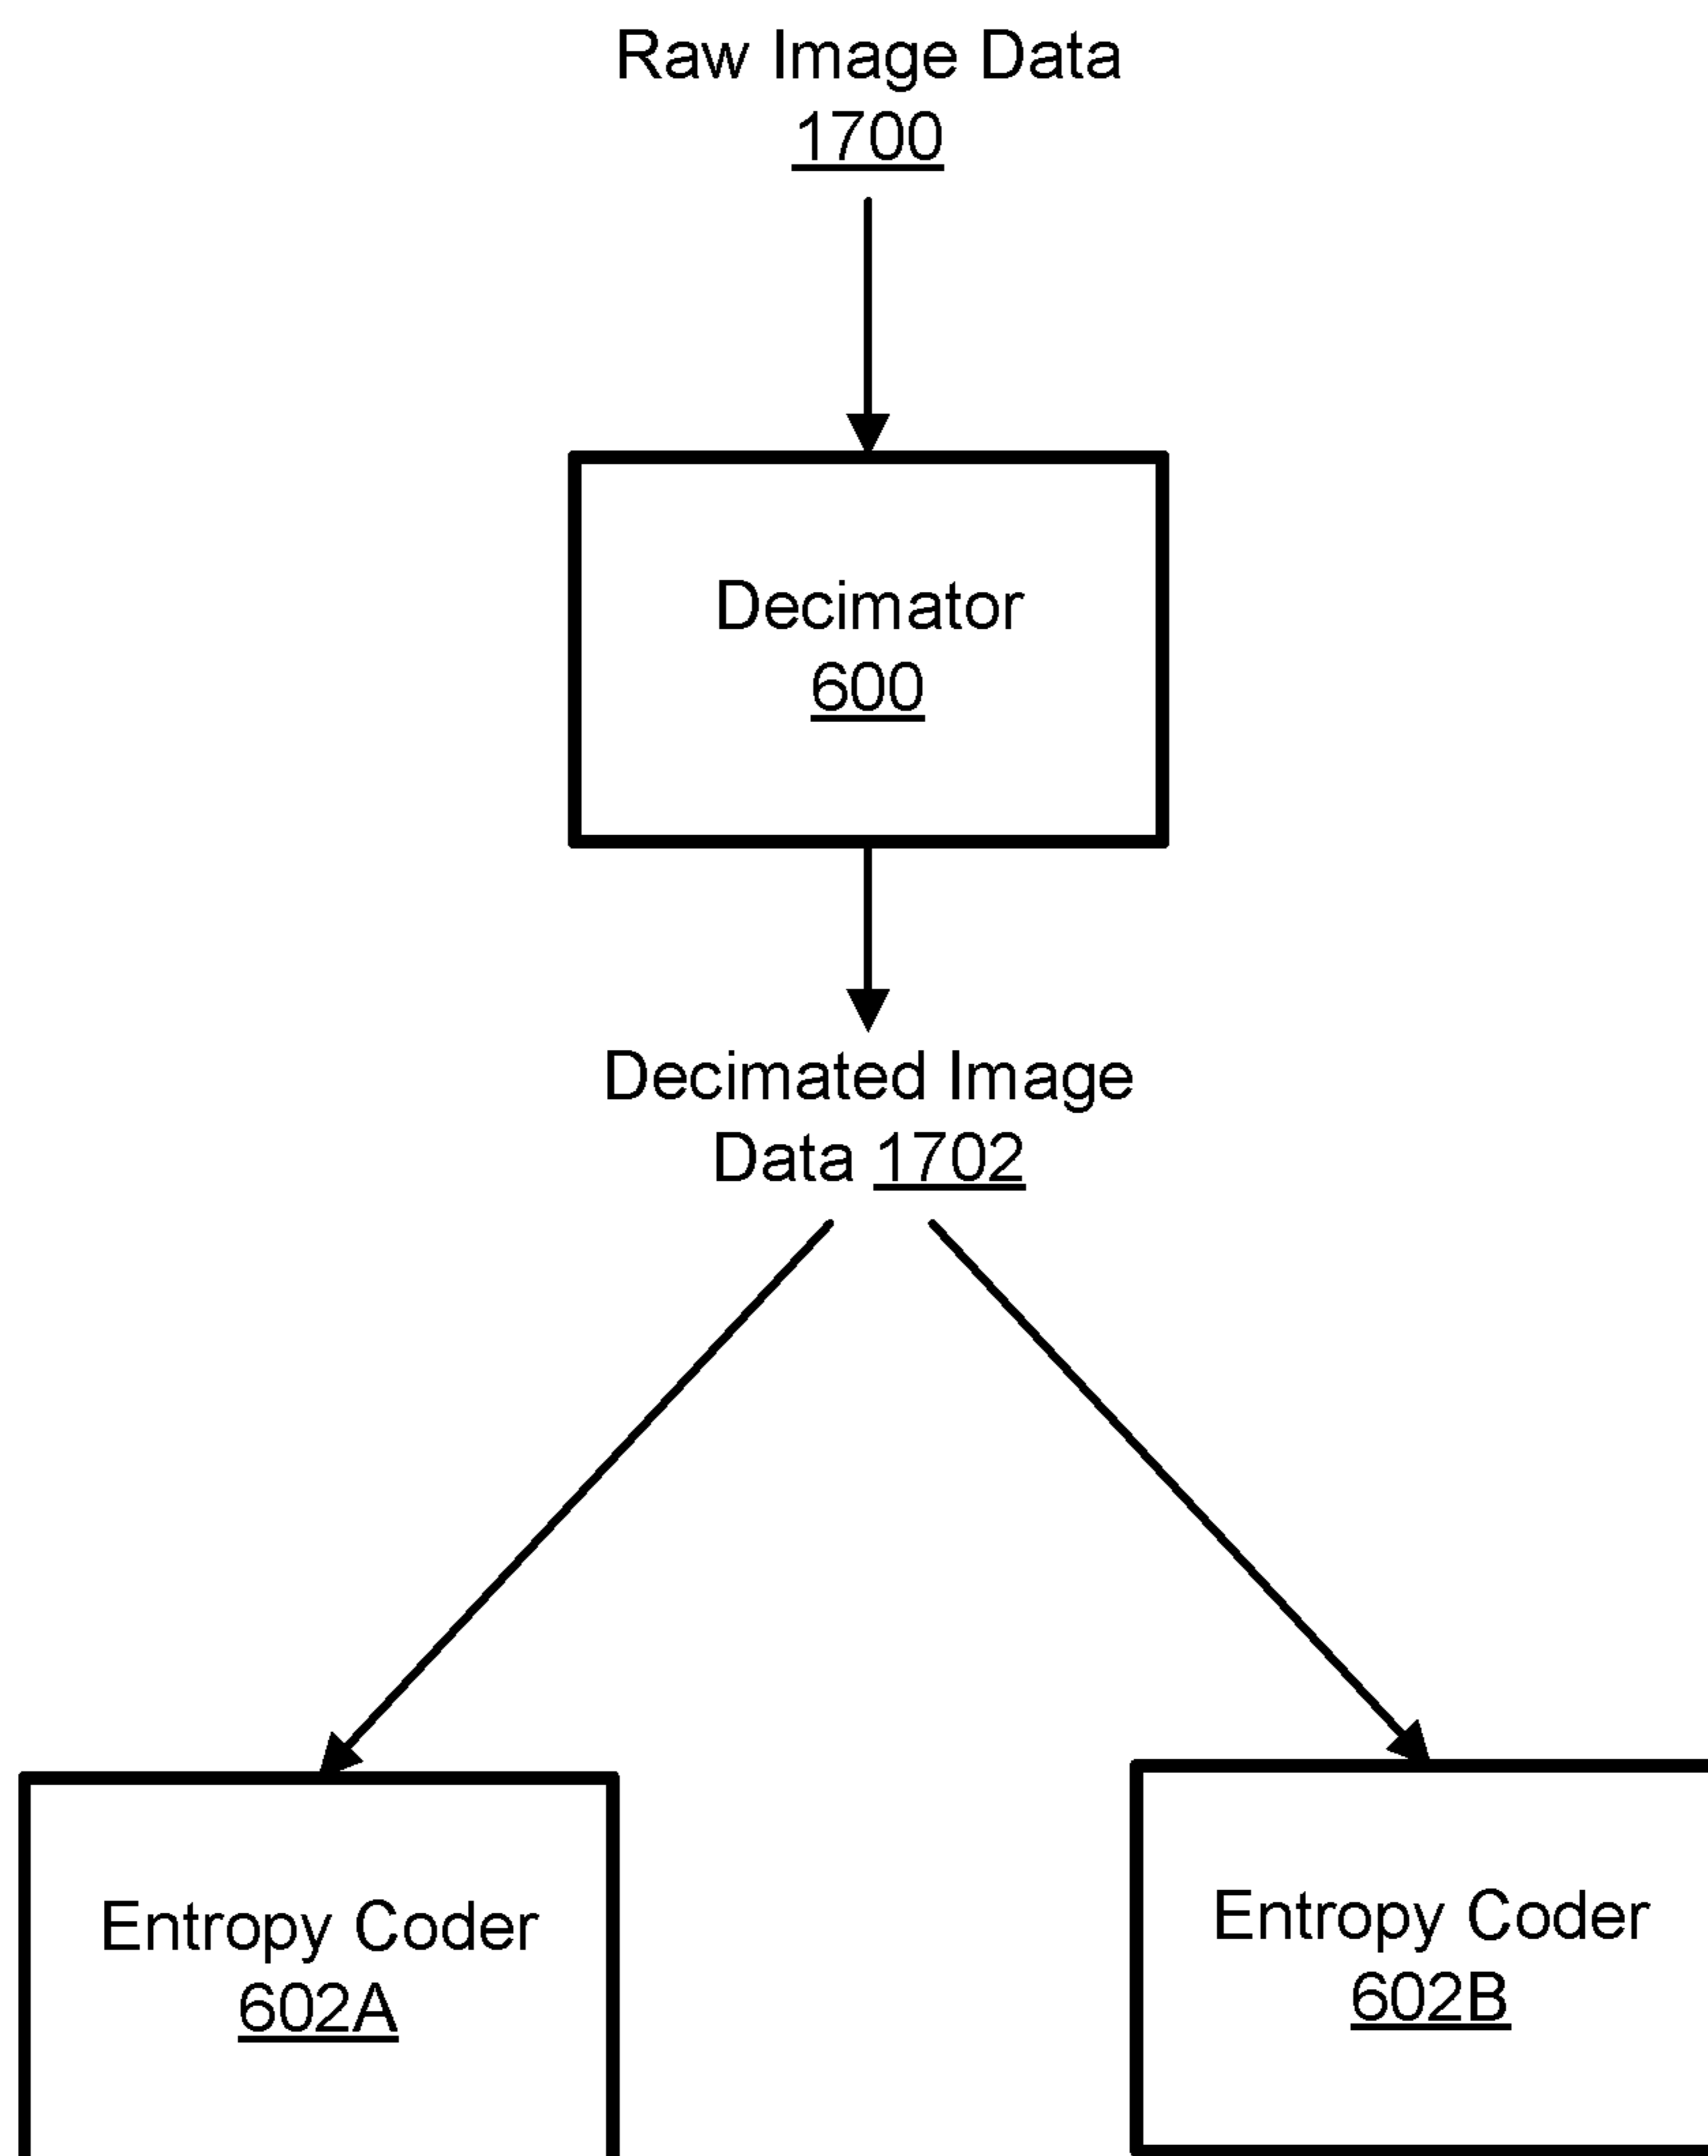 Raw Image Data
1700
Decimator
600
Decimated Image
Data 1702
Entropy Coder
602A
Entropy Coder
602B